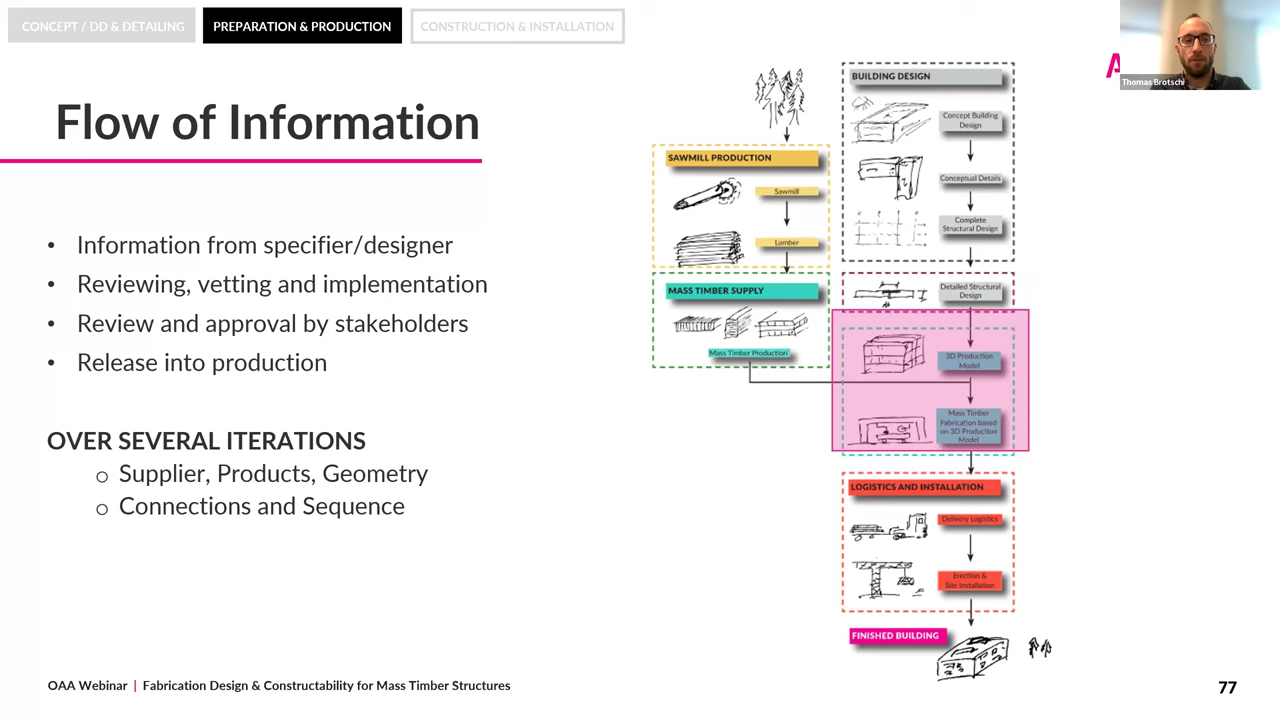 CONCEPT / DD & DETAILING
PREPARATION & PRODUCTION
CONSTRUCTION & INSTALLATION
A
Thomas Brotschi
Flow of Information
• Information from specifier/designer
• Reviewing, vetting and implementation
• Review and approval by stakeholders
• Release into production
OVER SEVERAL ITERATIONS
o Supplier, Products, Geometry
o Connections and Sequence
SAWMILL PRODUCTION
Sawmill
Lumber
MASS TIMBER SUPPLY
Mass Timber Production
BUILDING DESIGN
Concept Building
Design
Conceptual Details
Complete
Structural Design
Detailed Structural
Design
3D Production
Model
Mass Timber
Fabrication based
on 3D Production
Model
LOGISTICS AND INSTALLATION
Delivery Logistics
Erection &
Site Installation
FINISHED BUILDING
OAA Webinar | Fabrication Design & Constructability for Mass Timber Structures
77